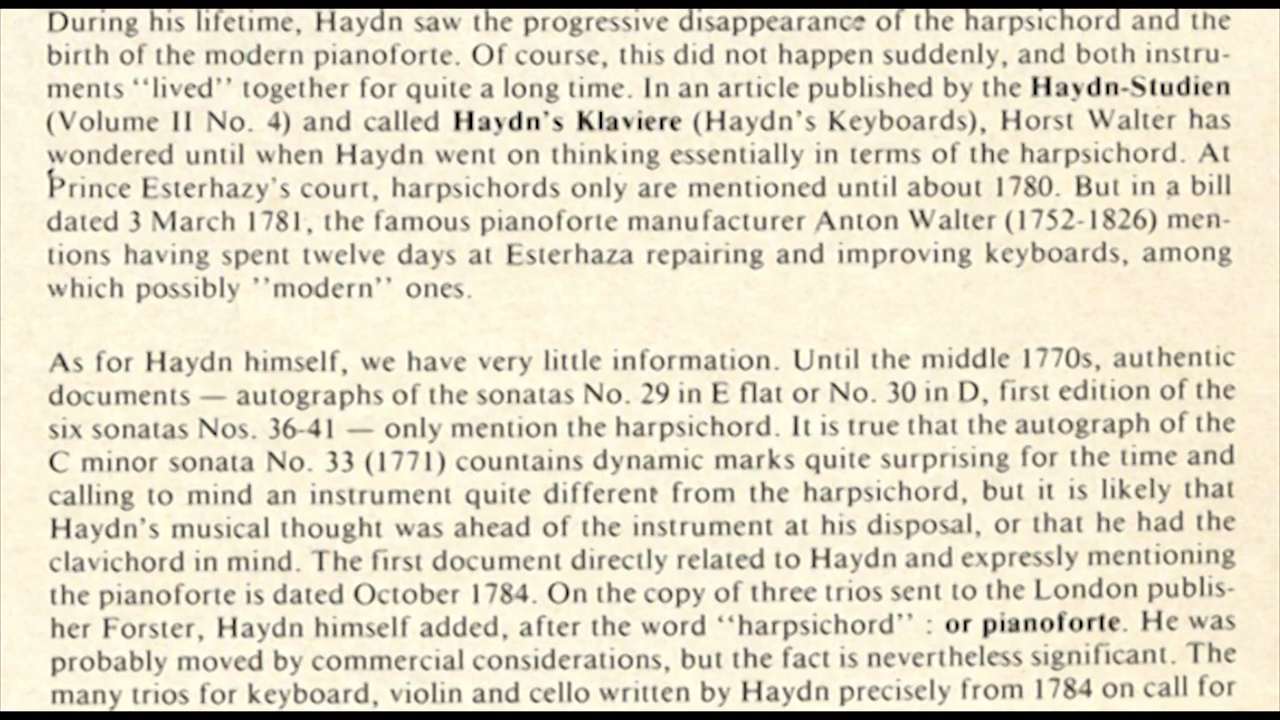 During his lifetime, Haydn saw the progressive disappearance of the harpsichord and the
birth of the modern pianoforte. Of course, this did not happen suddenly, and both instru-
ments “lived” together for quite a long time. In an article published by the Haydn-Studien
(Volume II No. 4) and called Haydn's Klaviere (Haydn's Keyboards), Horst Walter has
wondered until when Haydn went on thinking essentially in terms of the harpsichord. At
Prince Esterhazy's court, harpsichords only are mentioned until about 1780. But in a bill
dated 3 March 1781, the famous pianoforte manufacturer Anton Walter (1752-1826) men-
tions having spent twelve days at Esterhaza repairing and improving keyboards, among
which possibly ”modern” ones.
As for Haydn himself, we have very little information. Until the middle 1770s, authentic
documents — autographs of the sonatas No. 29 in E flat or No. 30 in D, first edition of the
six sonatas Nos. 36-41 — only mention the harpsichord. It is true that the autograph of the
C minor sonata No. 33 (1771) countains dynamic marks quite surprising for the time and
calling to mind an instrument quite different from the harpsichord, but it is likely that
Haydn's musical thought was ahead of the instrument at his disposal, or that he had the
clavichord in mind. The first document directly related to Haydn and expressly mentioning
the pianoforte is dated October 1784. On the copy of three trios sent to the London publis-
her Forster, Haydn himself added, after the word “harpsichord” : or pianoforte. He was
probably moved by commercial considerations, but the fact is nevertheless significant. The
many trios for keyboard, violin and cello written by Haydn precisely from 1784 on call for